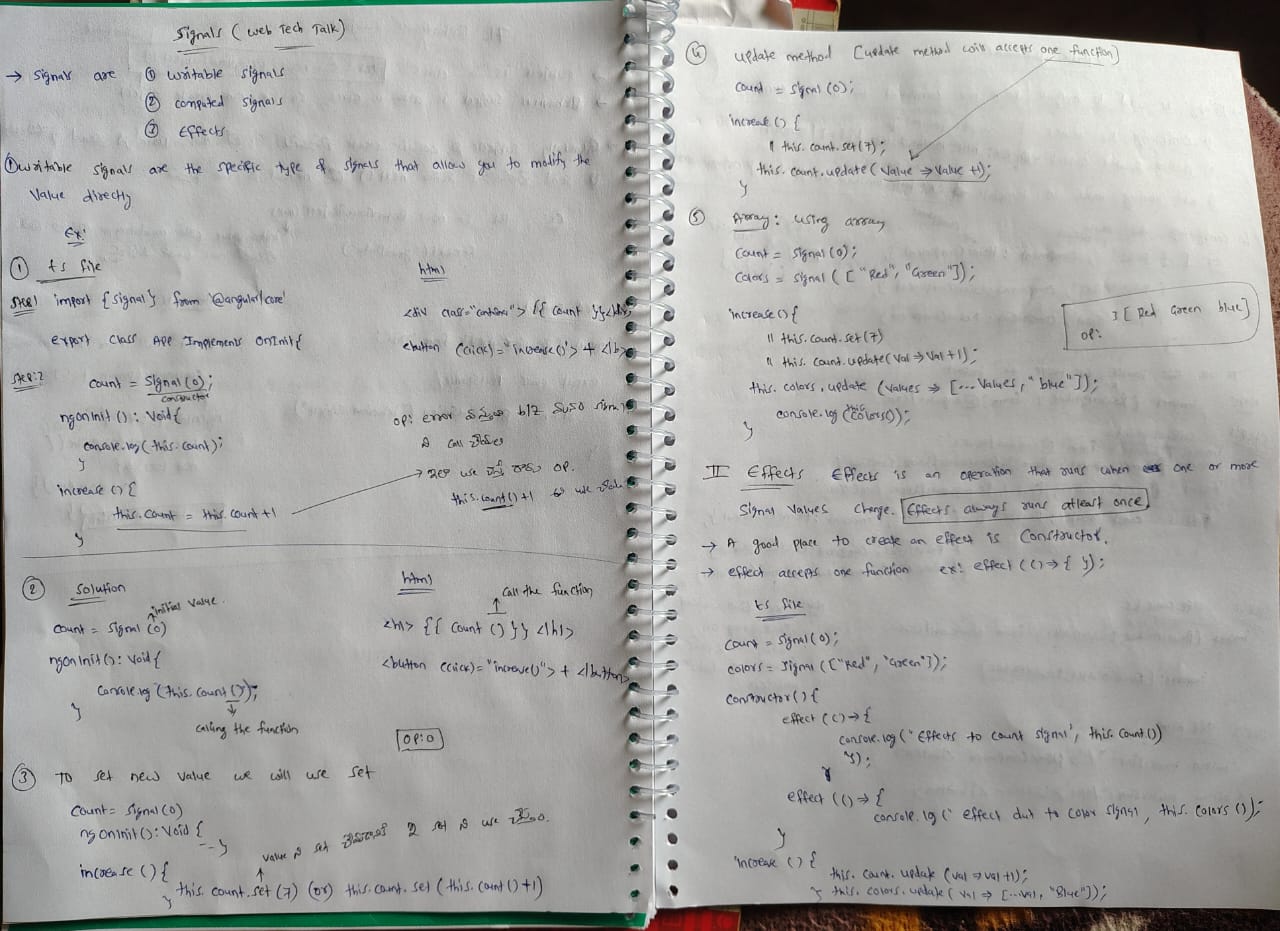 Signals (Web Tech Talk)
→ Signals are ① writable signals
② computed signals
③ Effects
① writable signals are the specific type of signals that allow you to modify the
value directly
Ex:
① ts file
html
Step1 import {signal} from '@angular/core'
<div class="container"> {{ count }}</div>
export class App Implements OnInit{
<button (click)="increase()"> + </b>
Step:2 count = Signal(0);
constructor
ngOnInit(): Void{
op: error b/z signal
console.log(this.count);
call
}
→ use op.
increase(){
this.count()+1 use
this.count = this.count+1
}
② Solution
html
initial value.
call the function
count = signal(0)
<h1> {{ count() }} </h1>
ngOnInit(): Void{
<button (click)="increase()"> + </button>
Console.log(this.count());
}
calling the function
OP:0
③ To set new value we will use set
Count = Signal(0)
ngOnInit(): Void {
--- }
value set set use
increase(){
this.count.set(7) (or) this.count.set(this.count()+1)
}
④ update method [update method will accepts one function]
count = signal(0);
increase() {
// this.count.set(7);
this.count.update(value => value +1);
}
⑤ Array: using array
Count = Signal(0);
Colors = signal(["Red", "Green"]);
increase(){
3 [Red Green blue]
op:
// this.count.set(7)
// this.count.update(val => val+1);
this.colors.update(values => [...values, "blue"]);
console.log(this.colors());
}
II Effects Effects is an operation that runs when one or more
Signal values change. Effects always runs atleast once
→ A good place to create an effect is Constructor.
→ effect accepts one function ex: effect(()=>{ });
ts file
count = signal(0);
colors = signal(["Red", "Green"]);
constructor(){
effect(()=>{
console.log("Effects to count signal', this.count())
});
effect(()=>{
console.log(" effect due to color signal, this.colors());
}
increase(){
this.count.update(val => val+1);
} this.colors.update(val => [...val, "Blue"]);